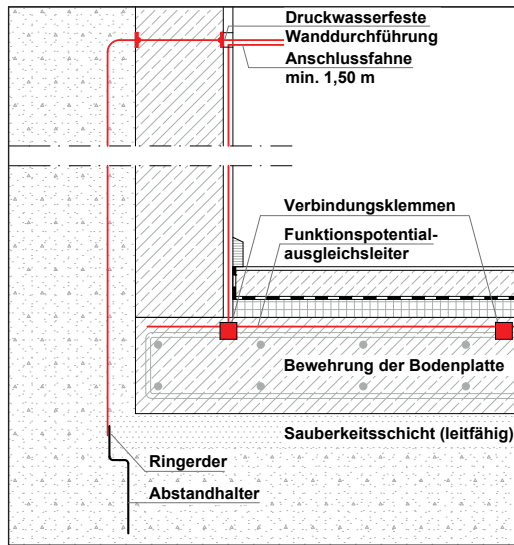 Druckwasserfeste
Wanddurchführung
Anschlussfahne
min. 1,50 m
Verbindungsklemmen
Funktionspotential-
ausgleichsleiter
Bewehrung der Bodenplatte
Sauberkeitsschicht (leitfähig)
Ringerder
Abstandhalter